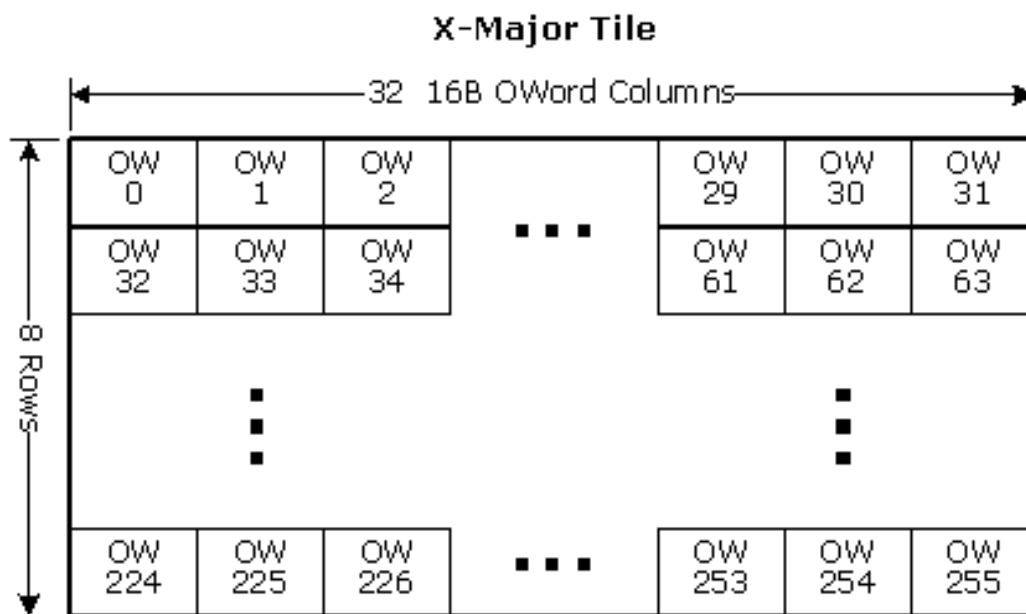 X-Major Tile
32 16B OWord Columns
OW OW OW OW OW OW
0 1 2 29 30 31
OW OW OW OW OW OW
32 33 34 61 62 63
8 Rows
OW OW OW OW OW OW
224 225 226 253 254 255